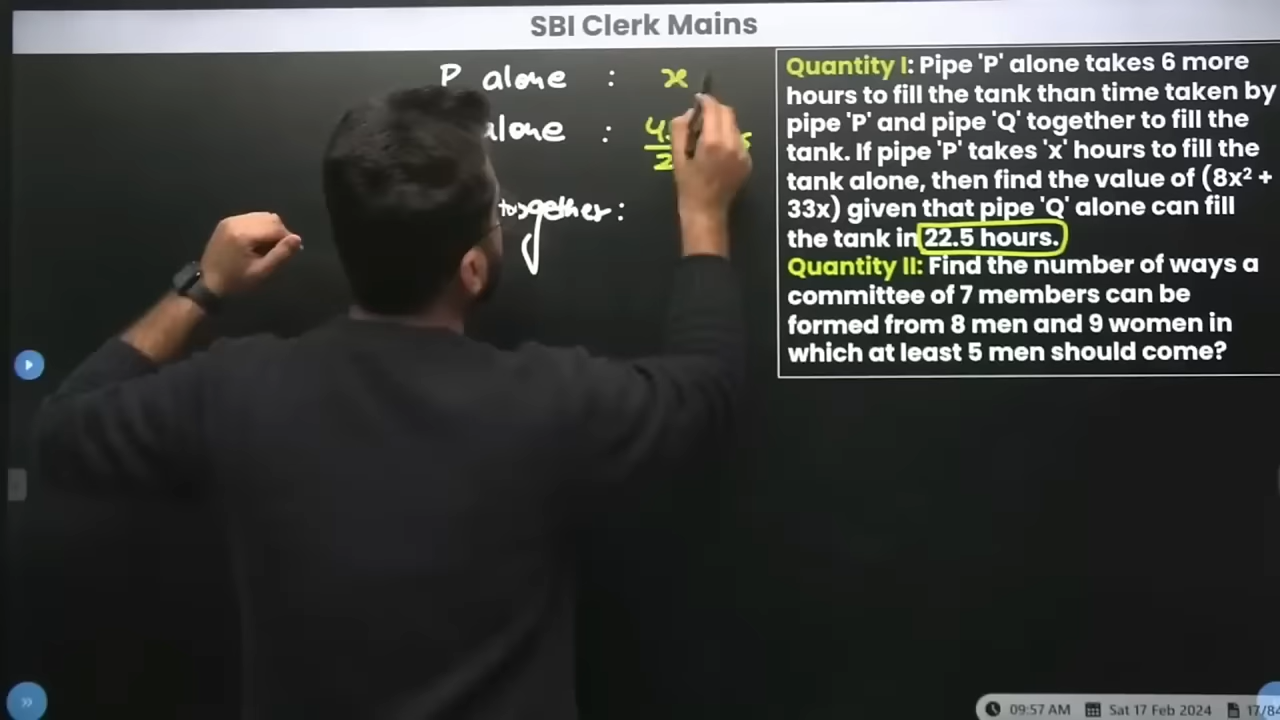 SBI Clerk Mains
P alone : x
alone :
together :
Quantity I: Pipe 'P' alone takes 6 more
hours to fill the tank than time taken by
pipe 'P' and pipe 'Q' together to fill the
tank. If pipe 'P' takes 'x' hours to fill the
tank alone, then find the value of (8x² +
33x) given that pipe 'Q' alone can fill
the tank in 22.5 hours.
Quantity II: Find the number of ways a
committee of 7 members can be
formed from 8 men and 9 women in
which at least 5 men should come?
09:57 AM Sat 17 Feb 2024 17/84